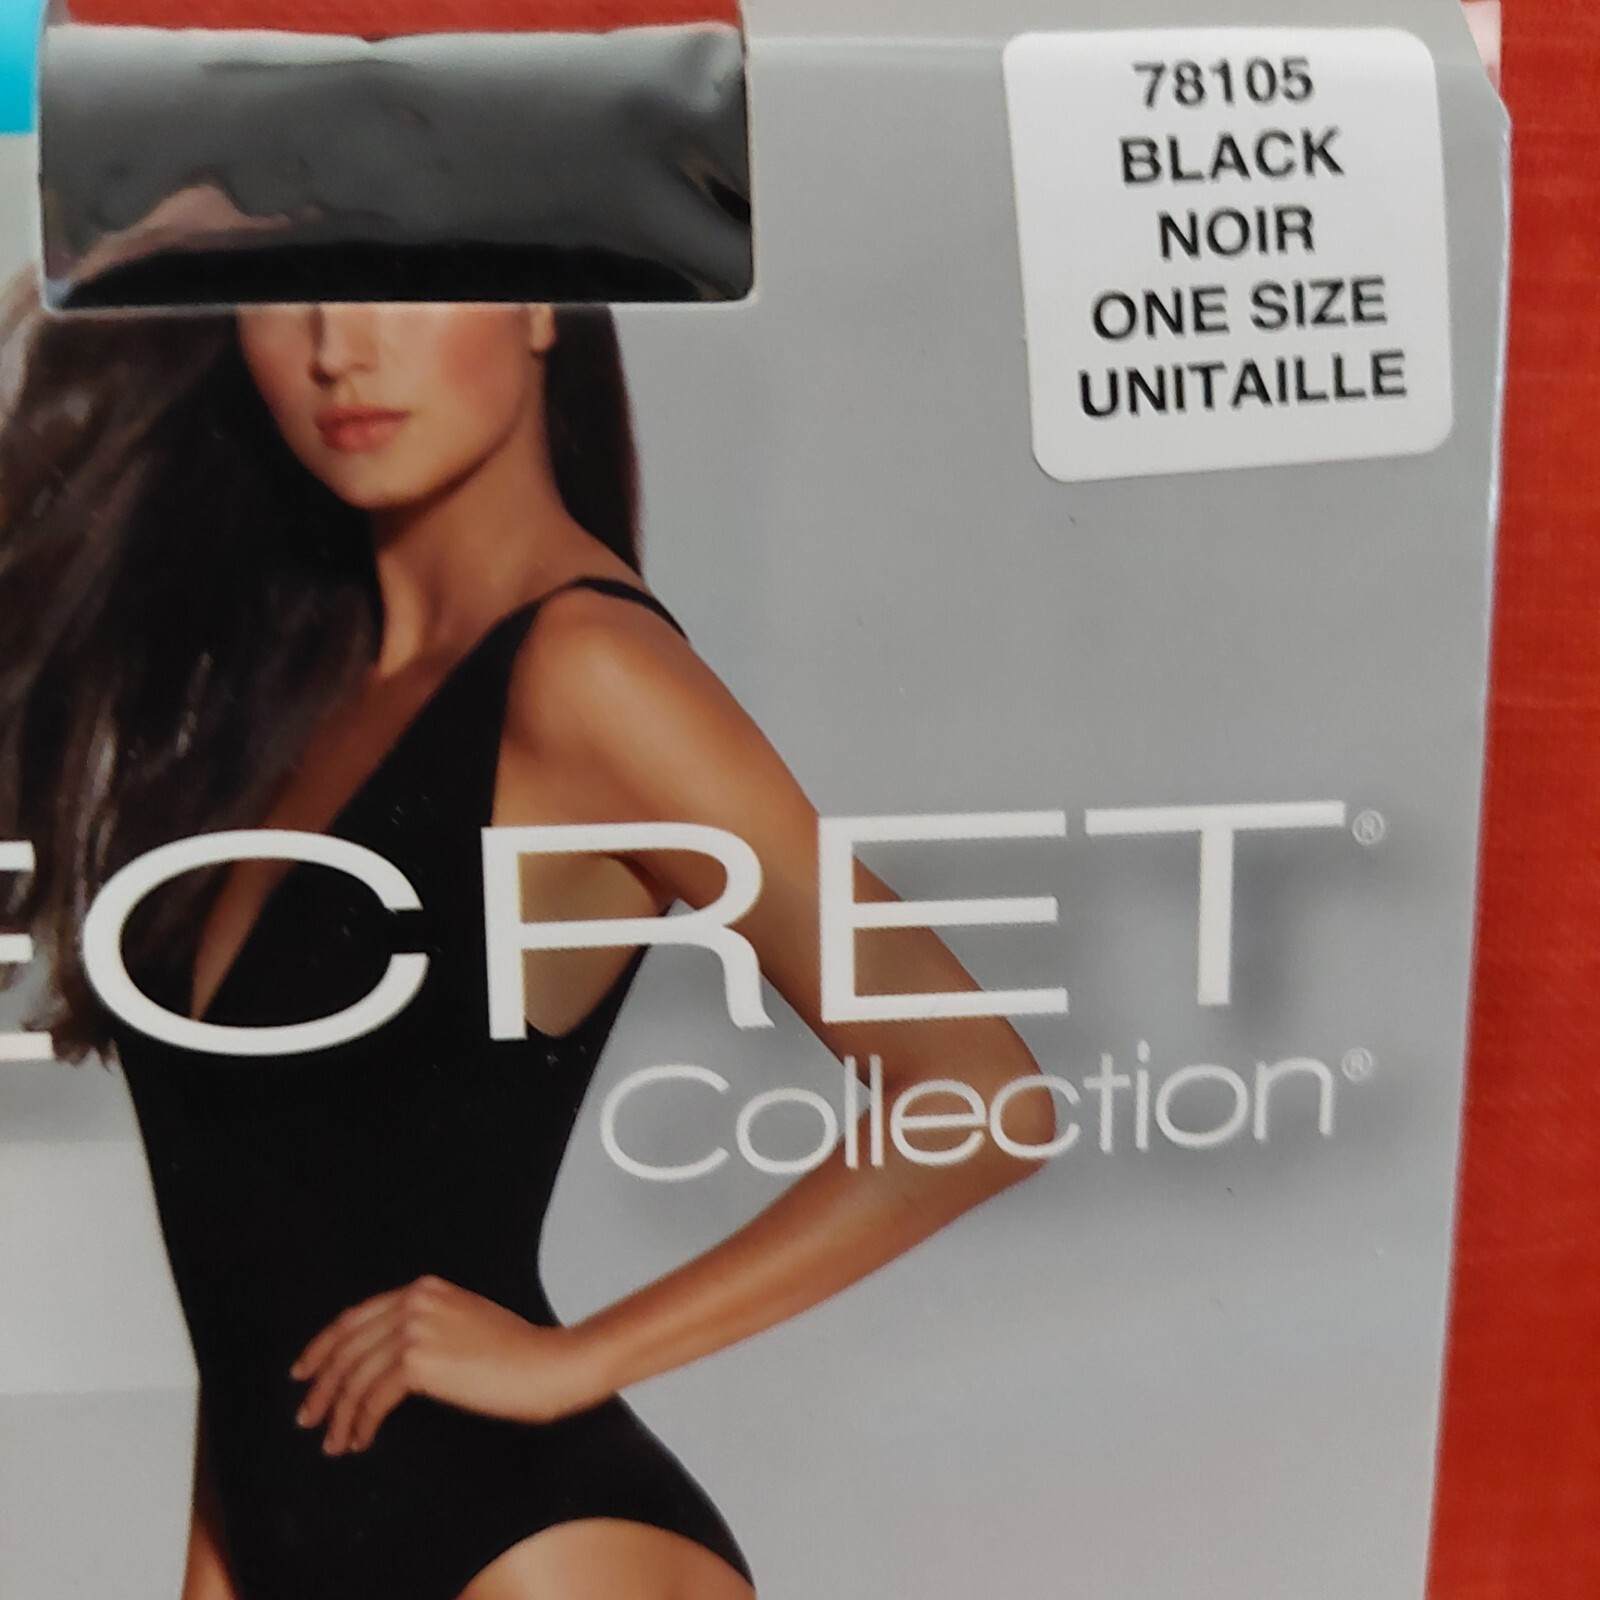 78105
BLACK
NOIR
ONE SIZE
UNITAILLE
ECRET®
Collection®